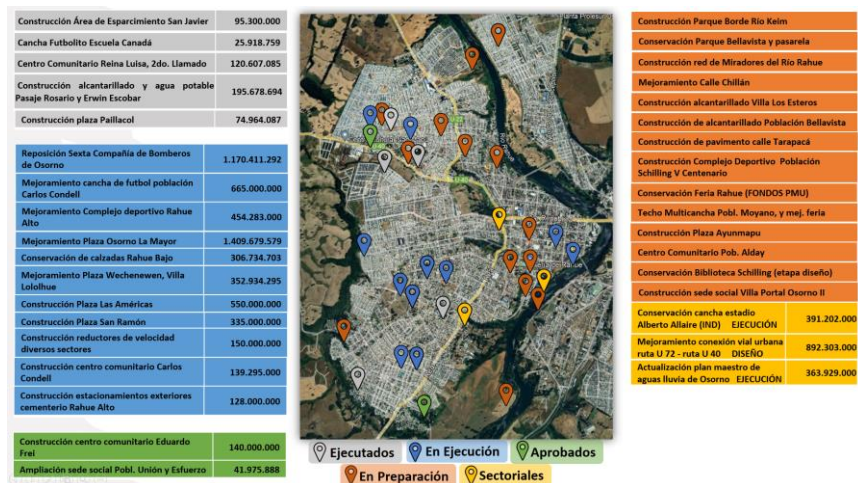 Construcción Área de Esparcimiento San Javier 95.300.000
Cancha Futbolito Escuela Canadá 25.918.759
Centro Comunitario Reina Luisa, 2do. Llamado 120.607.085
Construcción alcantarillado y agua potable
Pasaje Rosario y Erwin Escobar 195.678.694
Construcción plaza Paillacol 74.964.087
Reposición Sexta Compañía de Bomberos
de Osorno 1.170.411.292
Mejoramiento cancha de futbol población
Carlos Condell 665.000.000
Mejoramiento Complejo deportivo Rahue
Alto 454.283.000
Mejoramiento Plaza Osorno La Mayor 1.409.679.579
Conservación de calzadas Rahue Bajo 306.734.703
Mejoramiento Plaza Wechenewen, Villa
Lololhue 352.934.295
Construcción Plaza Las Américas 550.000.000
Construcción Plaza San Ramón 335.000.000
Construcción reductores de velocidad
diversos sectores 150.000.000
Construcción centro comunitario Carlos
Condell 139.295.000
Construcción estacionamientos exteriores
cementerio Rahue Alto 128.000.000
Construcción centro comunitario Eduardo
Frei 140.000.000
Ampliación sede social Pobl. Unión y Esfuerzo 41.975.888
Ejecutados
En Ejecución
Aprobados
En Preparación
Sectoriales
Construcción Parque Borde Río Keim
Conservación Parque Bellavista y pasarela
Construcción red de Miradores del Río Rahue
Mejoramiento Calle Chillán
Construcción alcantarillado Villa Los Esteros
Construcción de alcantarillado Población Bellavista
Construcción de pavimento calle Tarapacá
Construcción Complejo Deportivo Población
Schilling V Centenario
Conservación Feria Rahue (FONDOS PMU)
Techo Multicancha Pobl. Moyano, y mej. feria
Construcción Plaza Ayunmapu
Centro Comunitario Pob. Alday
Conservación Biblioteca Schilling (etapa diseño)
Construcción sede social Villa Portal Osorno II
Conservación cancha estadio
Alberto Allaire (IND) EJECUCIÓN 391.202.000
Mejoramiento conexión vial urbana
ruta U 72 - ruta U 40 DISEÑO 892.303.000
Actualización plan maestro de
aguas lluvia de Osorno EJECUCIÓN 363.929.000